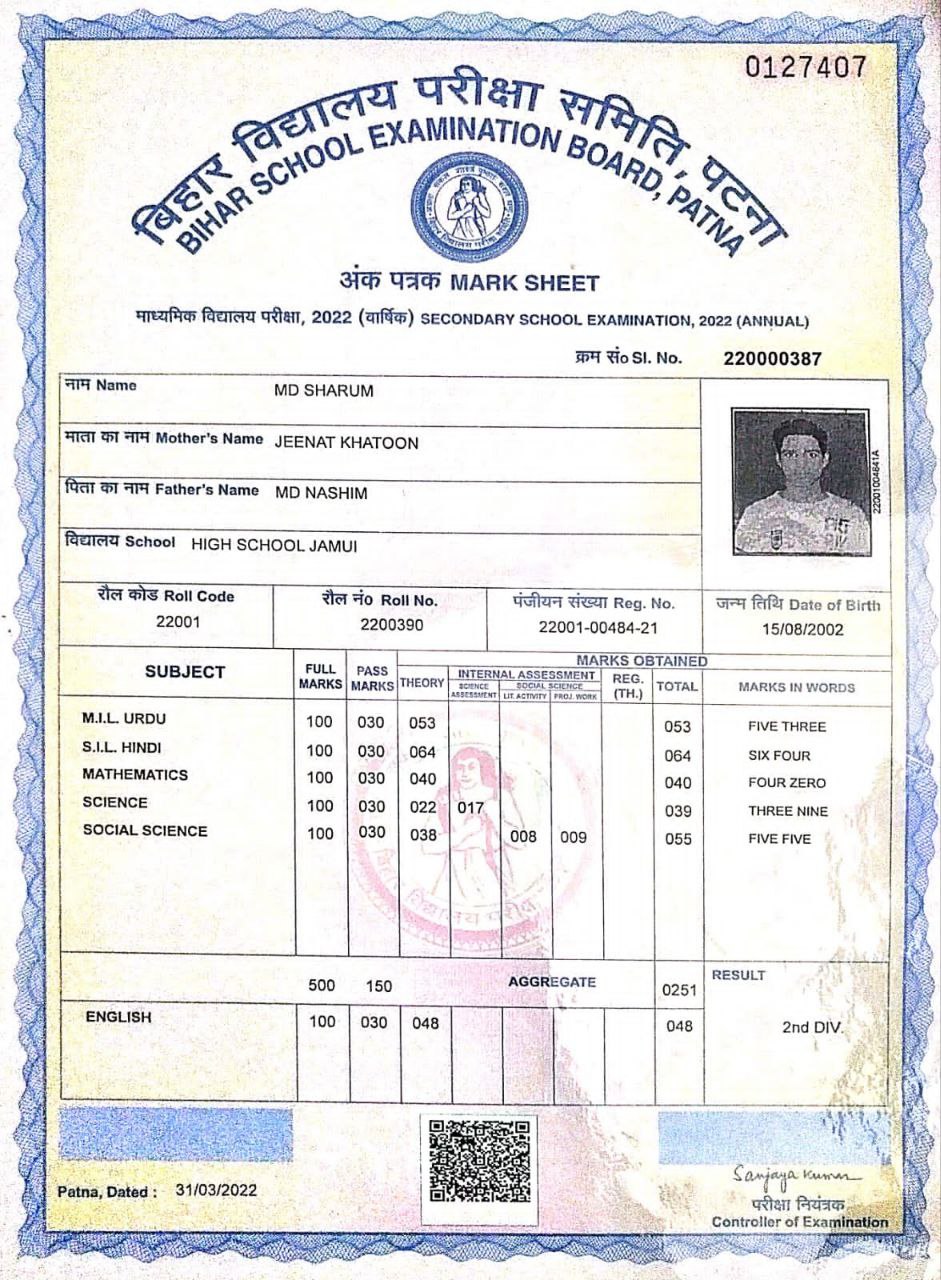 0127407
बिहार विद्यालय परीक्षा समिति, पटना
BIHAR SCHOOL EXAMINATION BOARD, PATNA
अंक पत्रक MARK SHEET
माध्यमिक विद्यालय परीक्षा, 2022 (वार्षिक) SECONDARY SCHOOL EXAMINATION, 2022 (ANNUAL)
क्रम सं० Sl. No. 220000387
नाम Name MD SHARUM
माता का नाम Mother's Name JEENAT KHATOON
पिता का नाम Father's Name MD NASHIM
विद्यालय School HIGH SCHOOL JAMUI
22001004841A
रौल कोड Roll Code रौल नं० Roll No. पंजीयन संख्या Reg. No. जन्म तिथि Date of Birth
22001 2200390 22001-00484-21 15/08/2002
SUBJECT FULL MARKS PASS MARKS MARKS OBTAINED
THEORY INTERNAL ASSESSMENT REG. (TH.) TOTAL MARKS IN WORDS
SCIENCE ASSESSMENT SOCIAL SCIENCE
LIT. ACTIVITY PROJ. WORK
M.I.L. URDU 100 030 053 053 FIVE THREE
S.I.L. HINDI 100 030 064 064 SIX FOUR
MATHEMATICS 100 030 040 040 FOUR ZERO
SCIENCE 100 030 022 017 039 THREE NINE
SOCIAL SCIENCE 100 030 038 008 009 055 FIVE FIVE
500 150 AGGREGATE 0251 RESULT
ENGLISH 100 030 048 048 2nd DIV.
Patna, Dated : 31/03/2022
Sanjaya Kumar
परीक्षा नियंत्रक
Controller of Examination